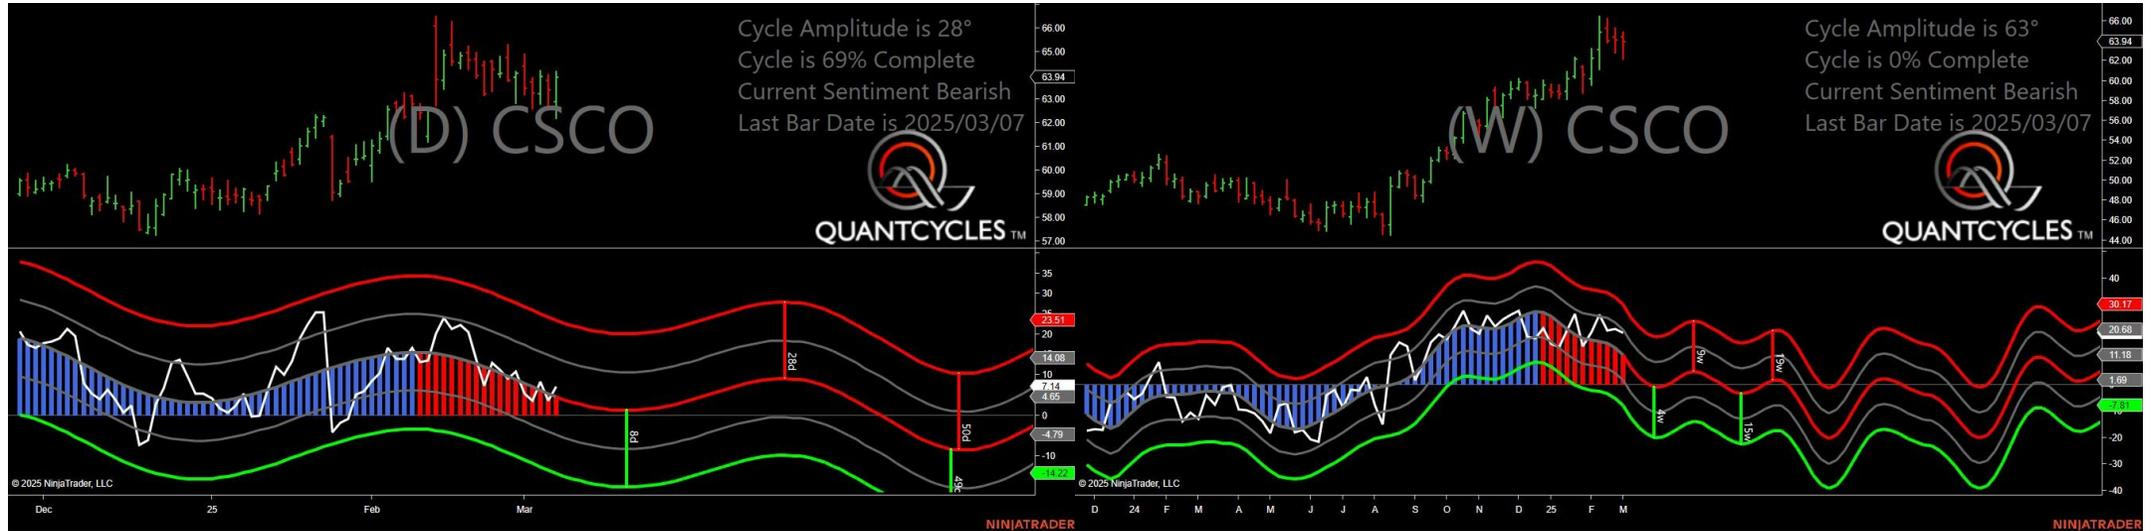 Cycle Amplitude is 28°
Cycle is 69% Complete
Current Sentiment Bearish
Last Bar Date is 2025/03/07
(D) CSCO
QUANTCYCLES TM
66.00
65.00
63.94
63.00
62.00
61.00
60.00
59.00
58.00
57.00
35
30
23.51
20
14.08
10
7.14
4.65
0
-4.79
-10
-14.22
8d
28d
50d
© 2025 NinjaTrader, LLC
Dec 25 Feb Mar
NINJATRADER
Cycle Amplitude is 63°
Cycle is 0% Complete
Current Sentiment Bearish
Last Bar Date is 2025/03/07
(W) CSCO
QUANTCYCLES TM
66.00
63.94
62.00
60.00
58.00
56.00
54.00
52.00
50.00
48.00
46.00
44.00
40
30.17
20.68
11.18
1.69
-7.81
-20
-30
-40
4w
9w
15w
19w
© 2025 NinjaTrader, LLC
D 24 F M A M J J A S O N D 25 F M
NINJATRADER